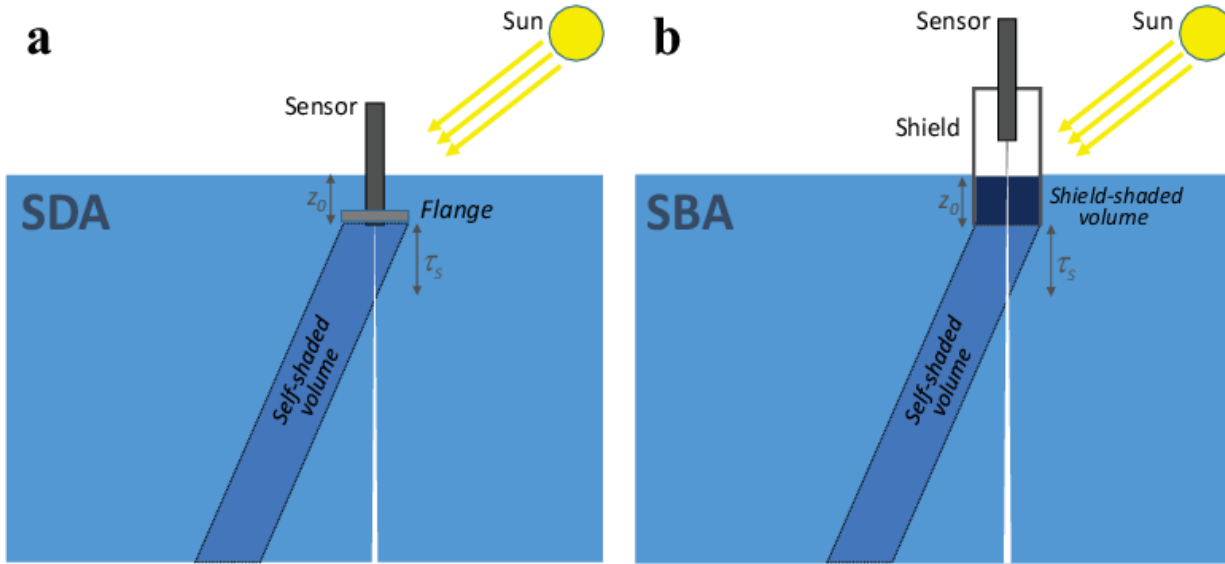 a
Sun
Sensor
z₀
Flange
SDA
τₛ
Self-shaded
volume
b
Sensor
Sun
Shield
z₀
Shield-shaded
volume
SBA
τₛ
Self-shaded
volume